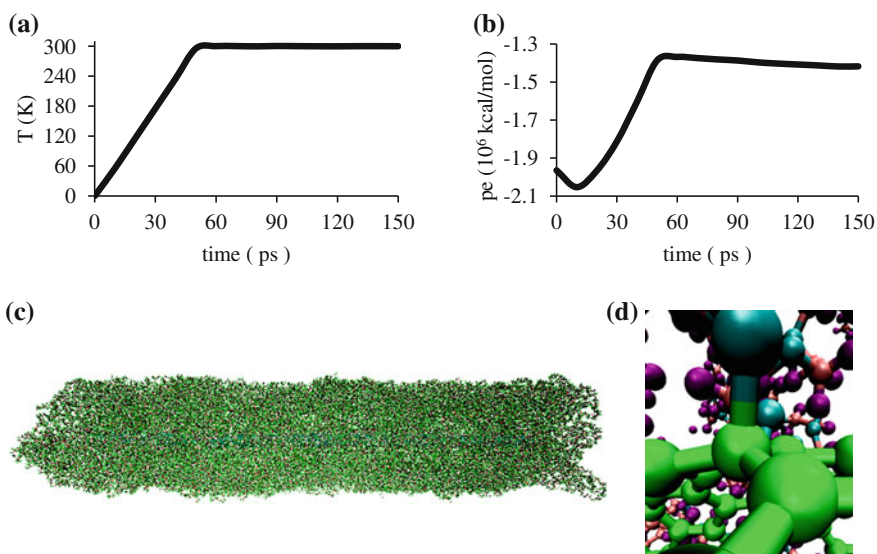 (a)
300
240
180
120
60
0
T (K)
0 30 60 90 120 150
time ( ps )
(b)
-1.3
-1.5
-1.7
-1.9
-2.1
pe (10⁶ kcal/mol)
0 30 60 90 120 150
time ( ps )
(c)
(d)